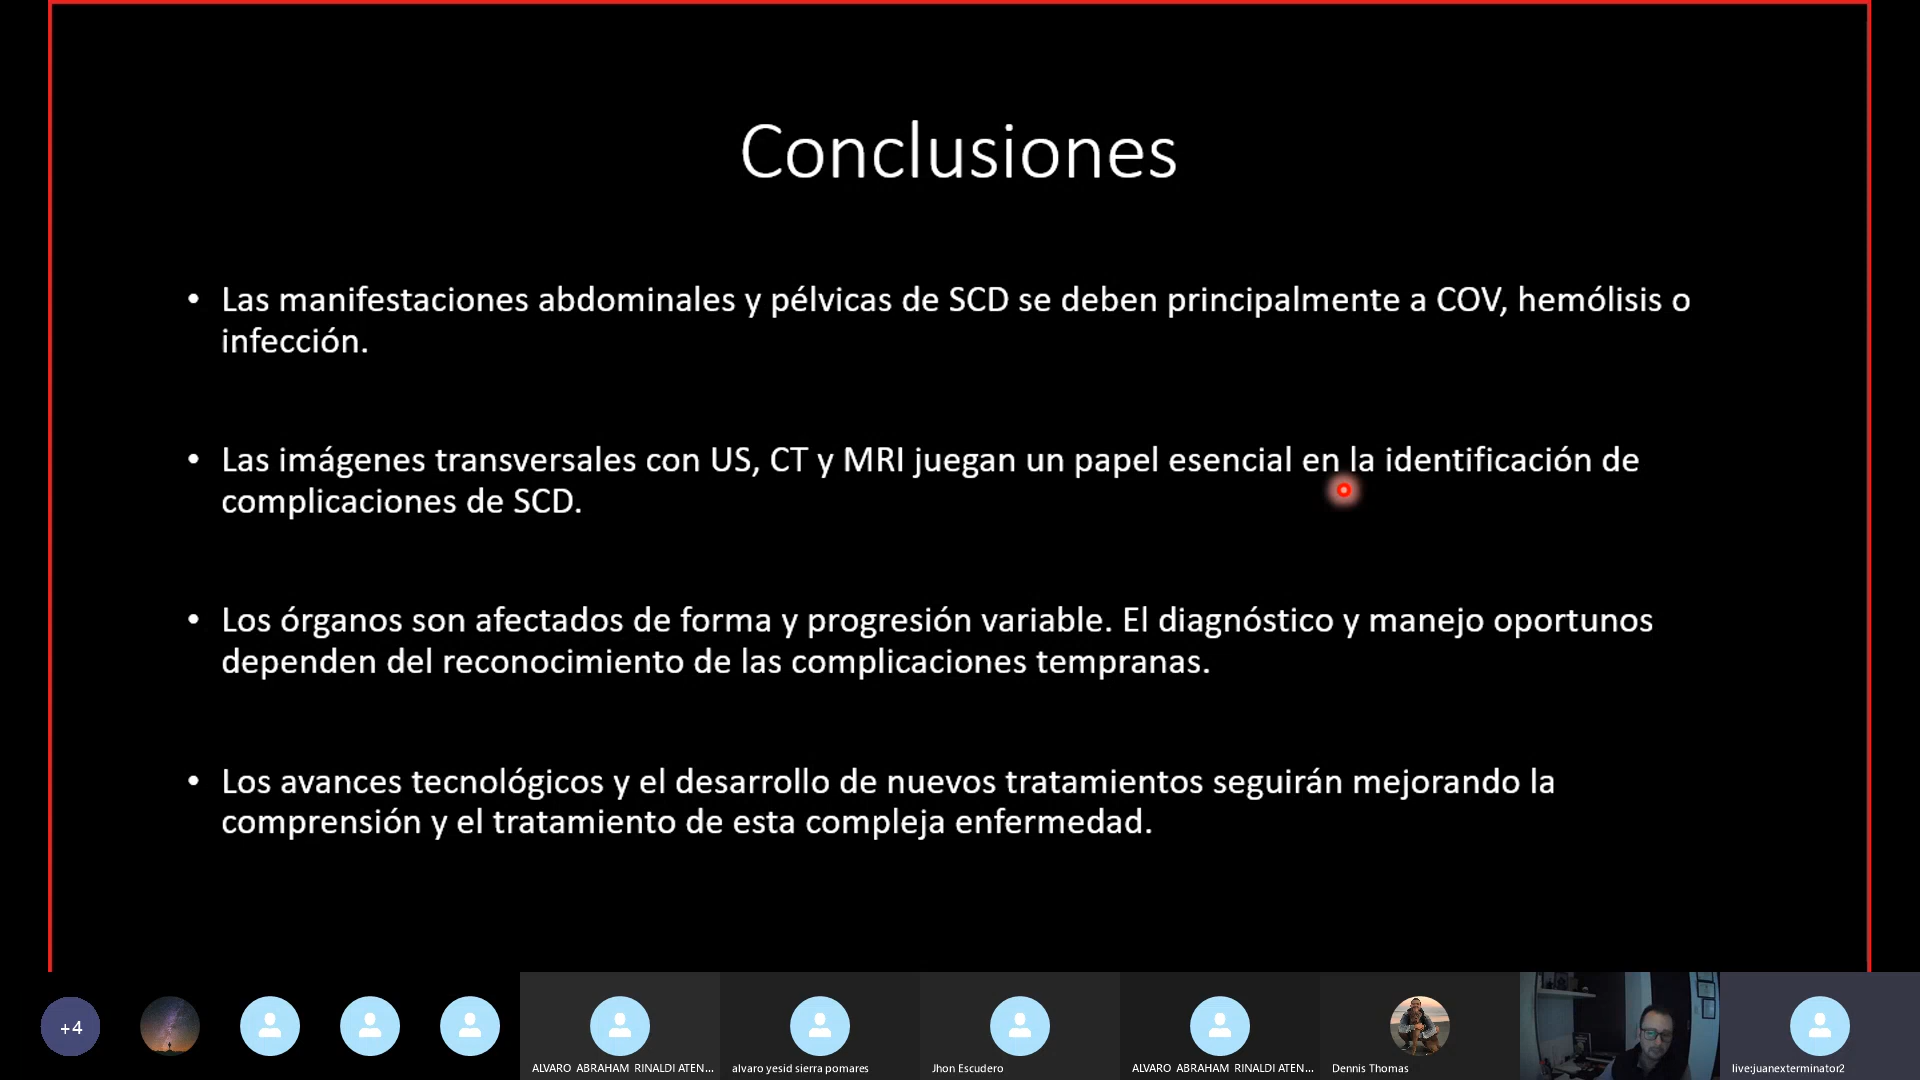 Conclusiones
• Las manifestaciones abdominales y pélvicas de SCD se deben principalmente a COV, hemólisis o
infección.
• Las imágenes transversales con US, CT y MRI juegan un papel esencial en la identificación de
complicaciones de SCD.
• Los órganos son afectados de forma y progresión variable. El diagnóstico y manejo oportunos
dependen del reconocimiento de las complicaciones tempranas.
• Los avances tecnológicos y el desarrollo de nuevos tratamientos seguirán mejorando la
comprensión y el tratamiento de esta compleja enfermedad.
+4
ALVARO ABRAHAM RINALDI ATEN...
alvaro yesid sierra pomares
Jhon Escudero
ALVARO ABRAHAM RINALDI ATEN...
Dennis Thomas
live:juanexterminator2